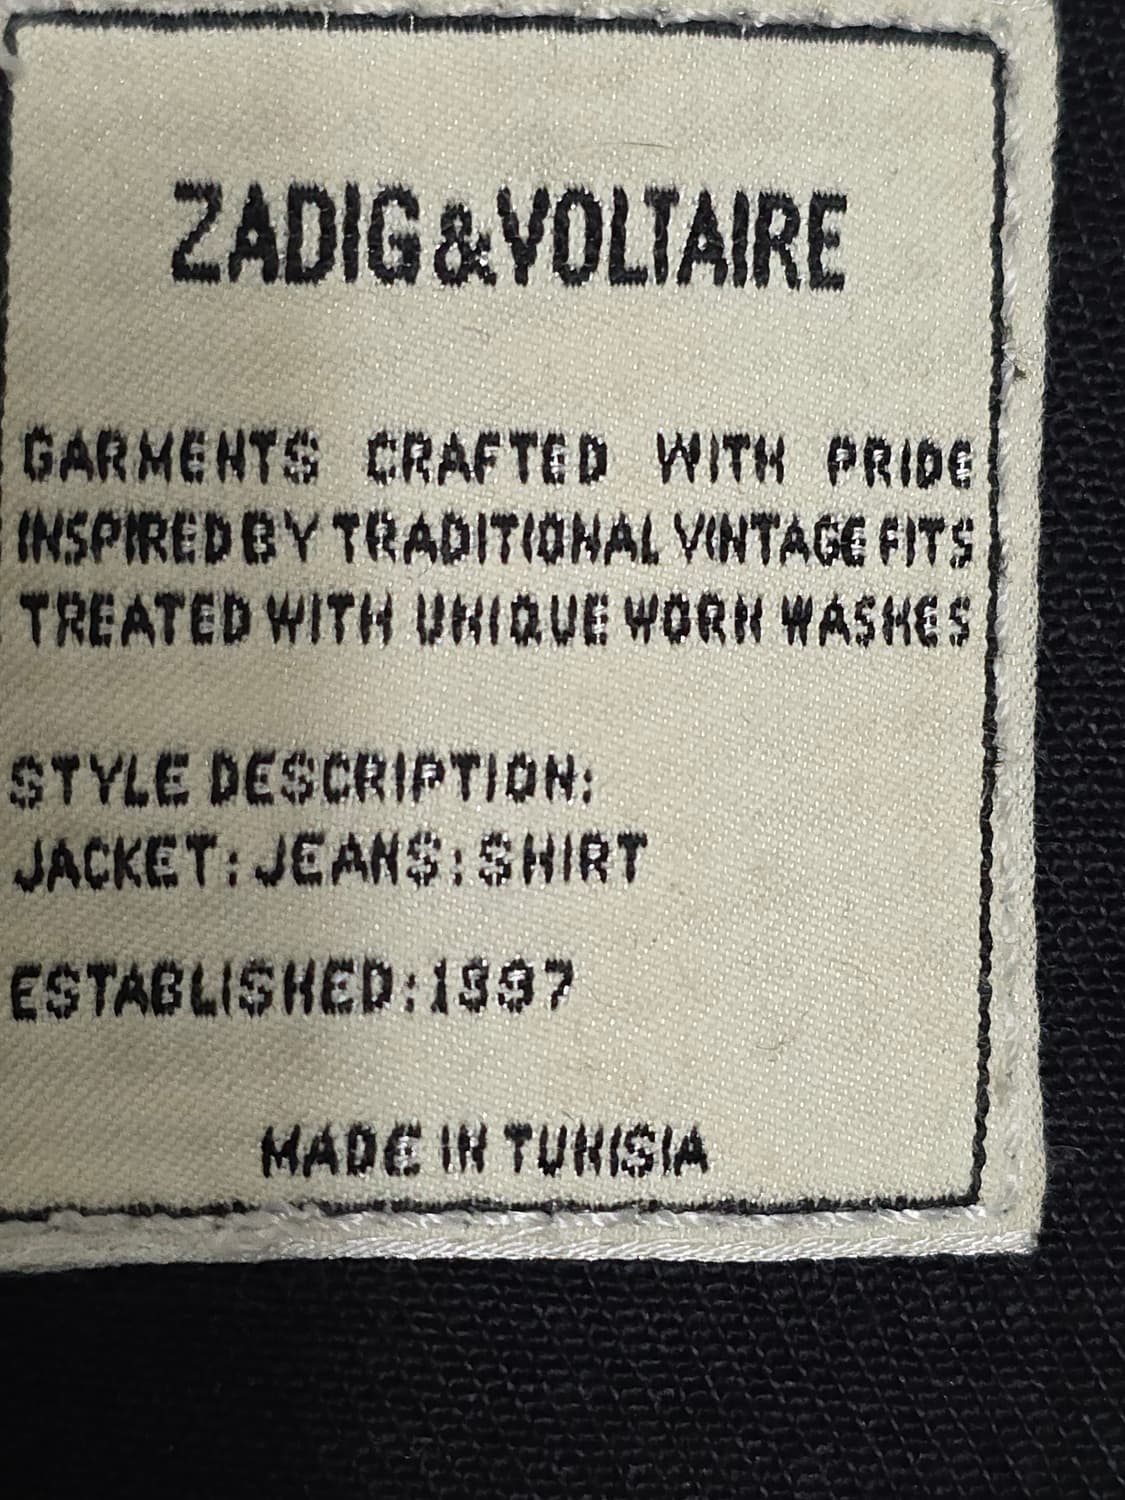 ZADIG&VOLTAIRE
GARMENTS CRAFTED WITH PRIDE
INSPIRED BY TRADITIONAL VINTAGE FITS
TREATED WITH UNIQUE WORN WASHES
STYLE DESCRIPTION:
JACKET: JEANS: SHIRT
ESTABLISHED:1997
MADE IN TUNISIA